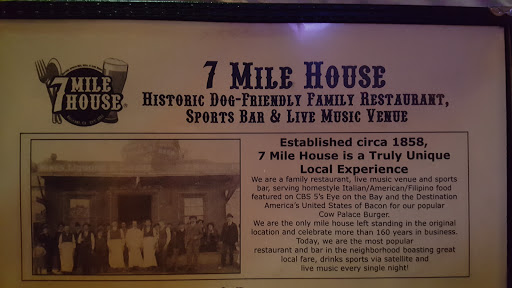 7 MILE
HOUSE
7 MILE HOUSE
HISTORIC DOG-FRIENDLY FAMILY RESTAURANT,
SPORTS BAR & LIVE MUSIC VENUE
Established circa 1858,
7 Mile House is a Truly Unique
Local Experience
We are a family restaurant, live music venue and sports
bar, serving homestyle Italian/American/Filipino food
featured on CBS 5's Eye on the Bay and the Destination
America's United States of Bacon for our popular
Cow Palace Burger.
We are the only mile house left standing in the original
location and celebrate more than 160 years in business.
Today, we are the most popular
restaurant and bar in the neighborhood boasting great
local fare, drinks sports via satellite and
live music every single night!